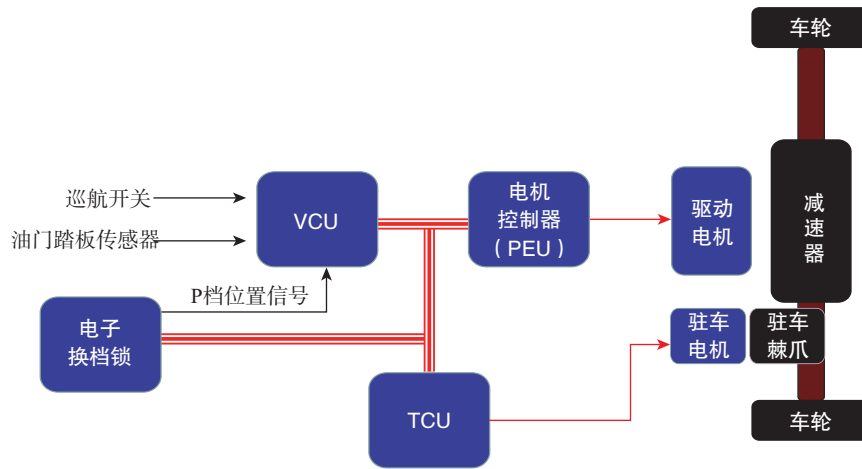 车轮
巡航开关
油门踏板传感器
VCU
电机
控制器
(PEU)
驱动
电机
减
速
器
P档位置信号
电子
换档锁
驻车
电机
驻车
棘爪
TCU
车轮